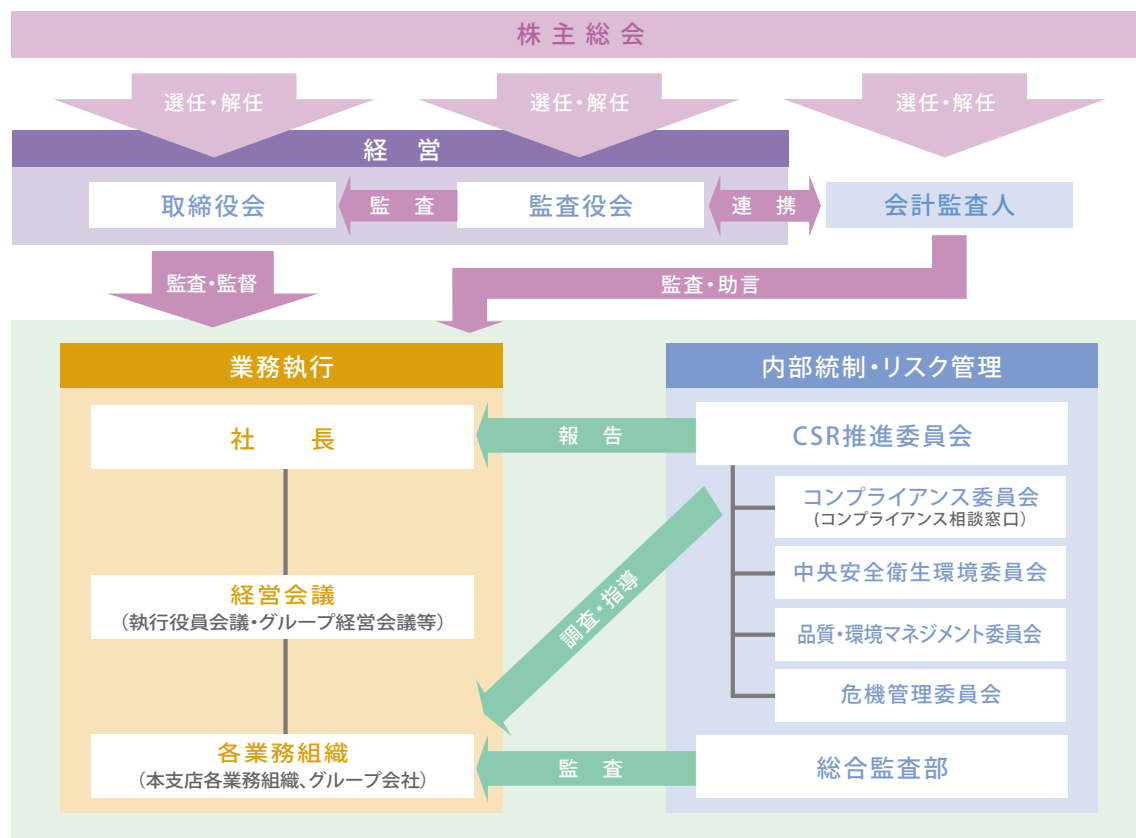 株主総会
選任・解任
選任・解任
選任・解任
経 営
取締役会
監 査
監査役会
連 携
会計監査人
監査・監督
監査・助言
業務執行
社 長
経営会議
(執行役員会議・グループ経営会議等)
各業務組織
(本支店各業務組織、グループ会社)
報 告
調査・指導
監 査
内部統制・リスク管理
CSR推進委員会
コンプライアンス委員会
(コンプライアンス相談窓口)
中央安全衛生環境委員会
品質・環境マネジメント委員会
危機管理委員会
総合監査部